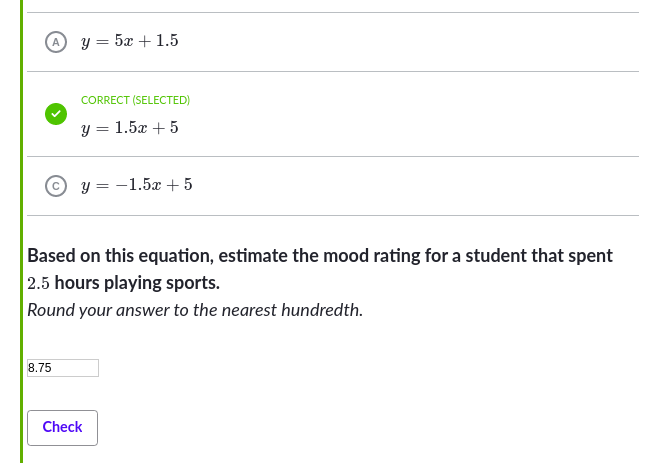 A y = 5x + 1.5
CORRECT (SELECTED)
y = 1.5x + 5
C y = −1.5x + 5
Based on this equation, estimate the mood rating for a student that spent
2.5 hours playing sports.
Round your answer to the nearest hundredth.
8.75
Check